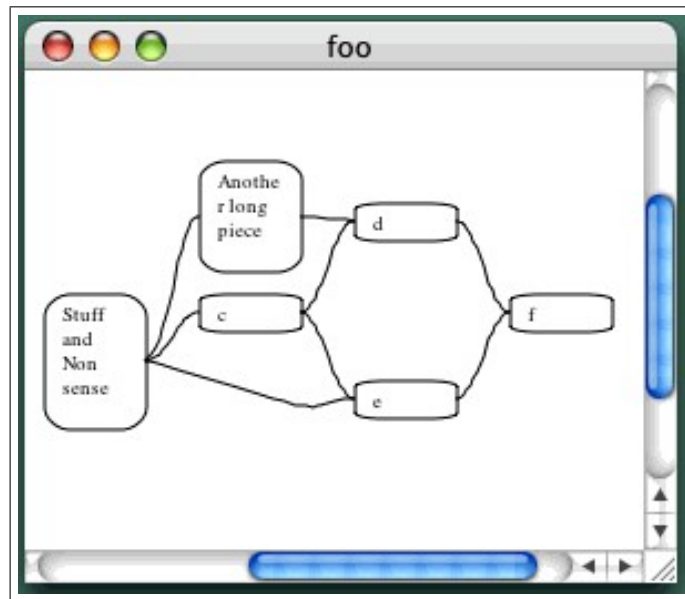 foo
Anothe
r long
piece
d
Stuff
and
Non
sense
c
f
e